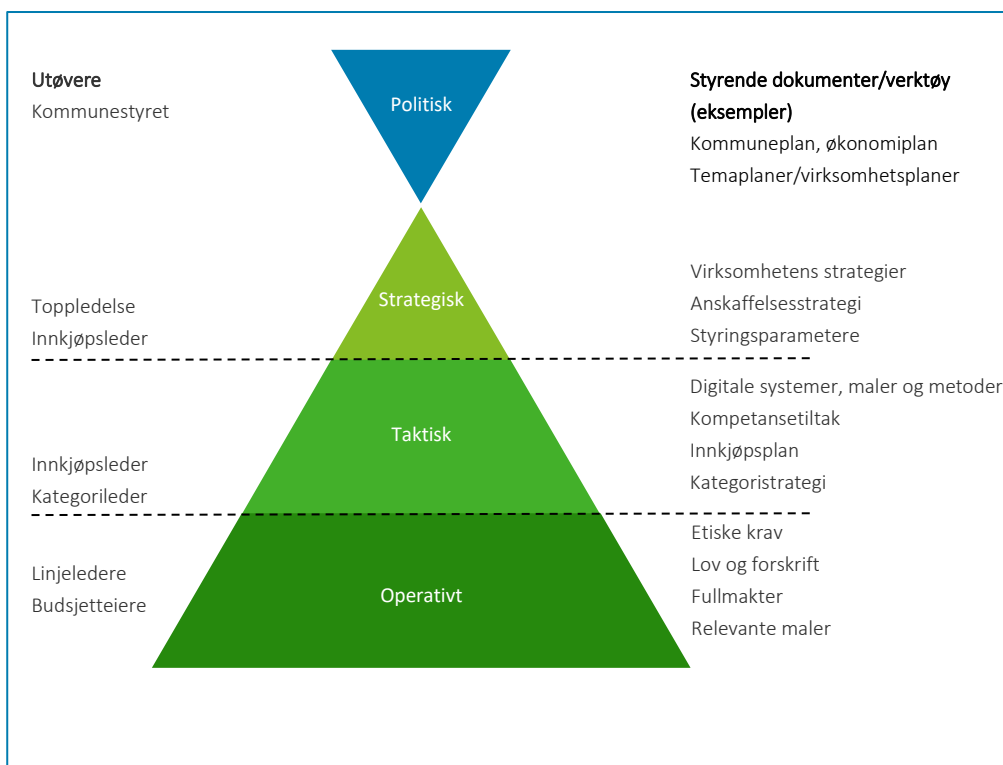 Utøvere
Kommunestyret
Politisk
Styrende dokumenter/verktøy
(eksempler)
Kommuneplan, økonomiplan
Temaplaner/virksomhetsplaner
Toppledelse
Innkjøpsleder
Strategisk
Virksomhetens strategier
Anskaffelsesstrategi
Styringsparametere
Innkjøpsleder
Kategorileder
Taktisk
Digitale systemer, maler og metoder
Kompetansetiltak
Innkjøpsplan
Kategoristrategi
Linjeledere
Budsjetteiere
Operativt
Etiske krav
Lov og forskrift
Fullmakter
Relevante maler